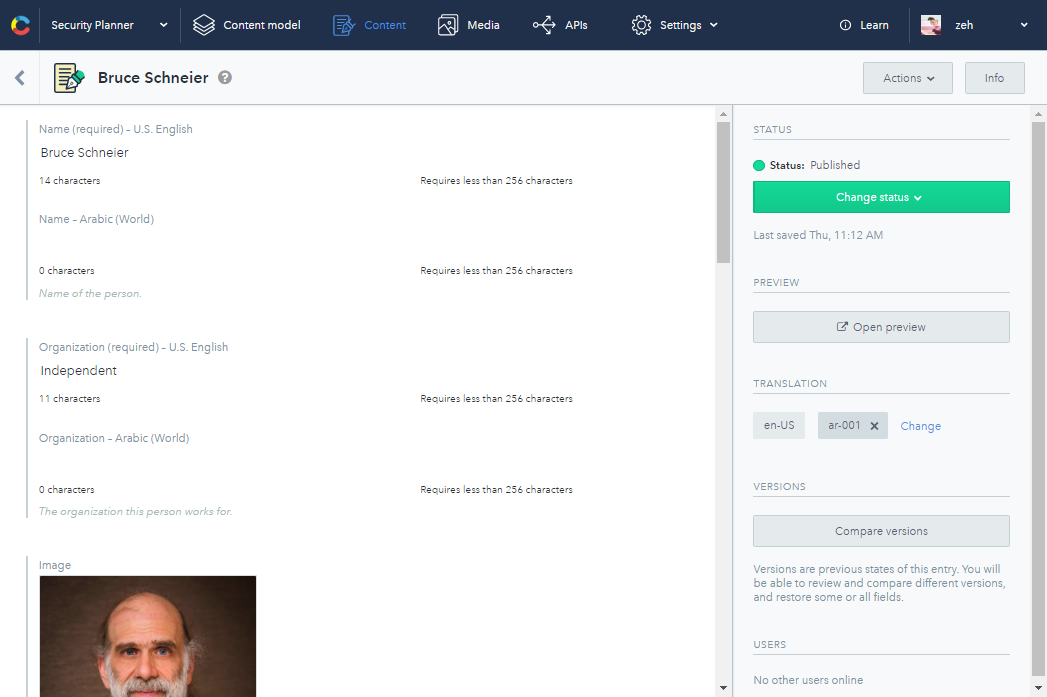 Security Planner
Content model
Content
Media
APIs
Settings
Learn
zeh
Bruce Schneier ?
Actions
Info
Name (required) – U.S. English
Bruce Schneier
14 characters Requires less than 256 characters
Name – Arabic (World)
0 characters Requires less than 256 characters
Name of the person.
Organization (required) – U.S. English
Independent
11 characters Requires less than 256 characters
Organization – Arabic (World)
0 characters Requires less than 256 characters
The organization this person works for.
Image
STATUS
Status: Published
Change status
Last saved Thu, 11:12 AM
PREVIEW
Open preview
TRANSLATION
en-US ar-001 Change
VERSIONS
Compare versions
Versions are previous states of this entry. You will
be able to review and compare different versions,
and restore some or all fields.
USERS
No other users online